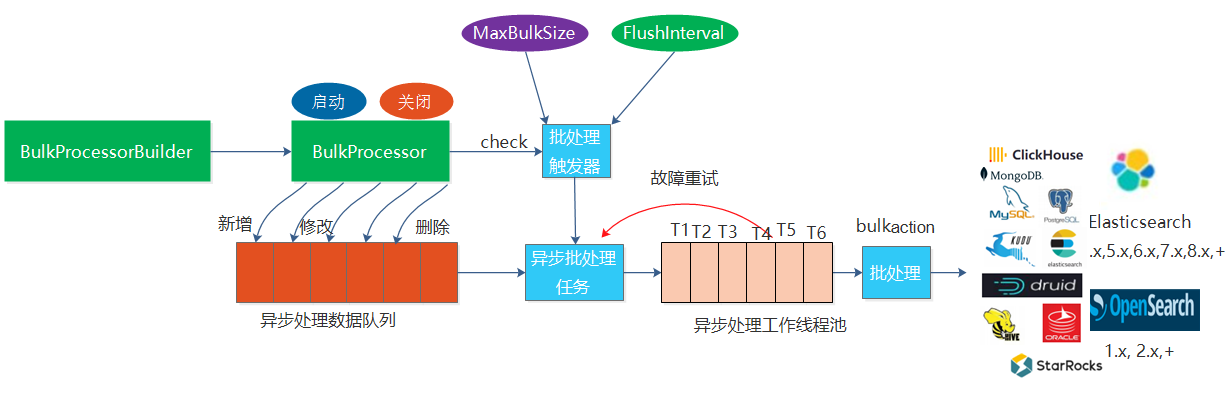 MaxBulkSize
FlushInterval
启动
关闭
BulkProcessorBuilder
BulkProcessor
check
批处理
触发器
故障重试
新增
修改
删除
T1
T2
T3
T4
T5
T6
bulkaction
异步批处理
任务
批处理
异步处理数据队列
异步处理工作线程池
ClickHouse
MongoDB.
MySQL
PostgreSQL
Elasticsearch
KUDU
elasticsearch
.x,5.x,6.x,7.x,8.x,+
druid
OpenSearch
HIVE
ORACLE
1.x, 2.x,+
StarRocks